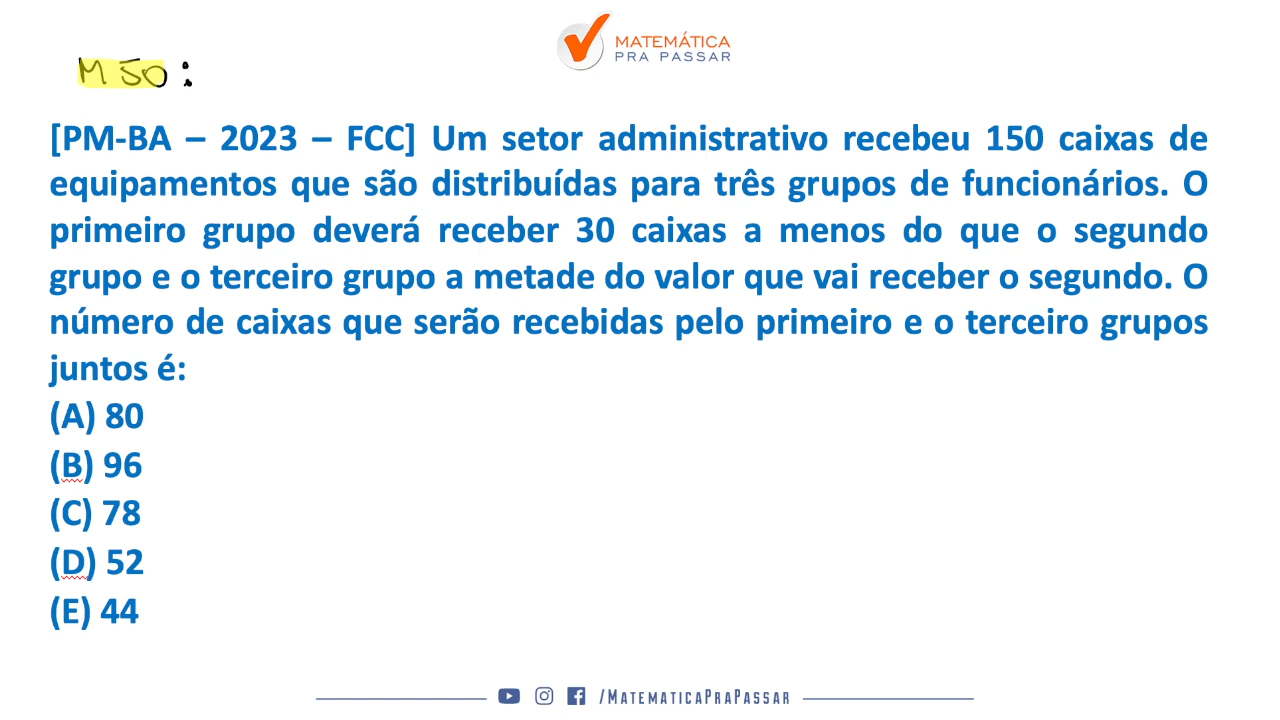 MATEMÁTICA
PRA PASSAR
M50:
[PM-BA – 2023 – FCC] Um setor administrativo recebeu 150 caixas de
equipamentos que são distribuídas para três grupos de funcionários. O
primeiro grupo deverá receber 30 caixas a menos do que o segundo
grupo e o terceiro grupo a metade do valor que vai receber o segundo. O
número de caixas que serão recebidas pelo primeiro e o terceiro grupos
juntos é:
(A) 80
(B) 96
(C) 78
(D) 52
(E) 44
/MATEMATICAPRAPASSAR